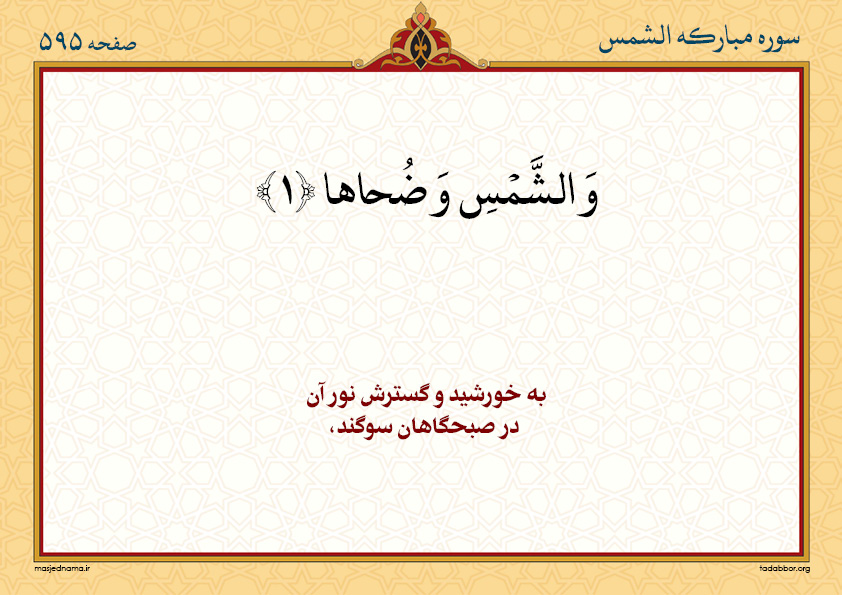 سوره مبارکه الشمس
صفحه ۵۹۵
وَ الشَّمْسِ وَ ضُحاها ﴿۱﴾
به خورشید و گسترش نور آن
در صبحگاهان سوگند،
masjednama.ir
tadabbor.org